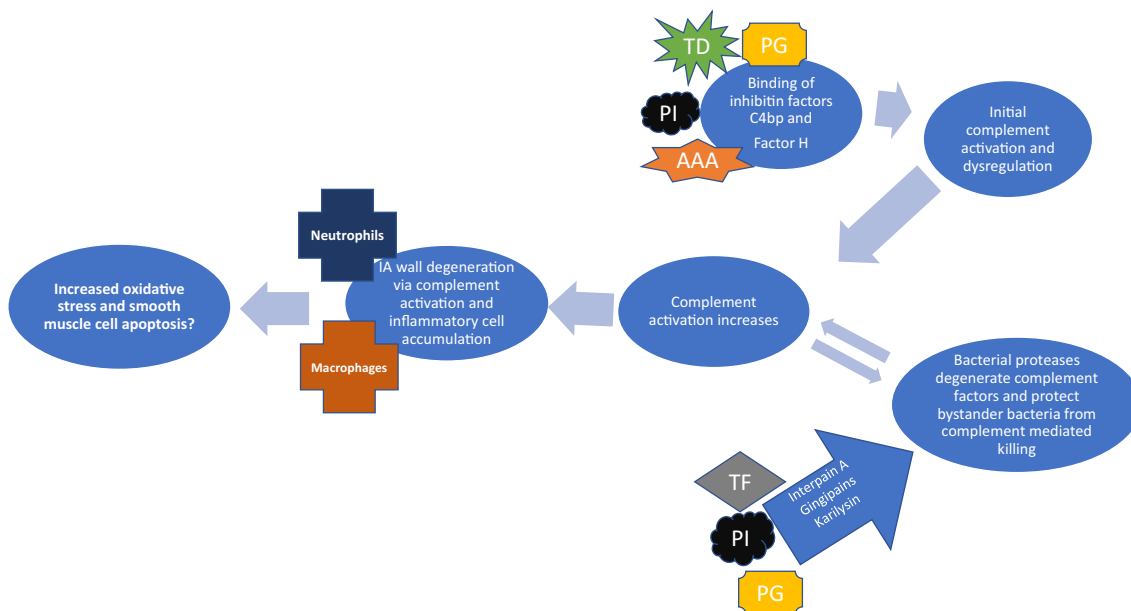 TD
PG
PI
AAA
Binding of
inhibitin factors
C4bp and
Factor H
Initial
complement
activation and
dysregulation
Complement
activation increases
Bacterial proteases
degenerate complement
factors and protect
bystander bacteria from
complement mediated
killing
TF
PI
PG
Interpain A
Gingipains
Karilysin
Neutrophils
IA wall degeneration
via complement
activation and
inflammatory cell
accumulation
Macrophages
Increased oxidative
stress and smooth
muscle cell apoptosis?